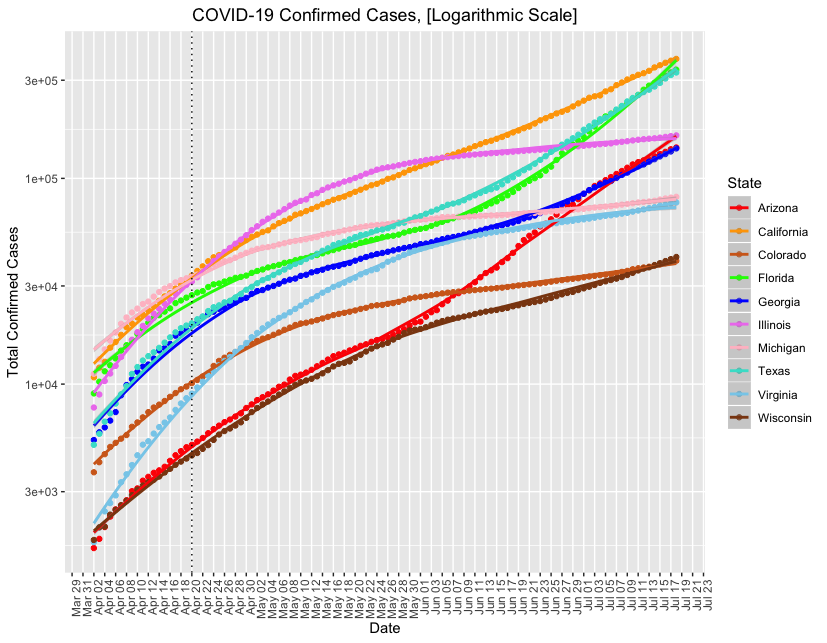 COVID-19 Confirmed Cases, [Logarithmic Scale]
Total Confirmed Cases
3e+05
1e+05
3e+04
1e+04
3e+03
Mar 29
Mar 31
Apr 02
Apr 04
Apr 06
Apr 08
Apr 10
Apr 12
Apr 14
Apr 16
Apr 18
Apr 20
Apr 22
Apr 24
Apr 26
Apr 28
Apr 30
May 02
May 04
May 06
May 08
May 10
May 12
May 14
May 16
May 18
May 20
May 22
May 24
May 26
May 28
May 30
Jun 01
Jun 03
Jun 05
Jun 07
Jun 09
Jun 11
Jun 13
Jun 15
Jun 17
Jun 19
Jun 21
Jun 23
Jun 25
Jun 27
Jun 29
Jul 01
Jul 03
Jul 05
Jul 07
Jul 09
Jul 11
Jul 13
Jul 15
Jul 17
Jul 19
Jul 21
Jul 23
Date
State
Arizona
California
Colorado
Florida
Georgia
Illinois
Michigan
Texas
Virginia
Wisconsin